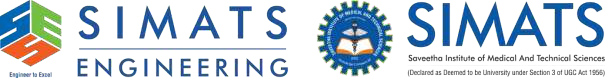 SIMATS
ENGINEERING
Engineer to Excel
SIMATS
Saveetha Institute of Medical And Technical Sciences
(Declared as Deemed to be University under Section 3 of UGC Act 1956)